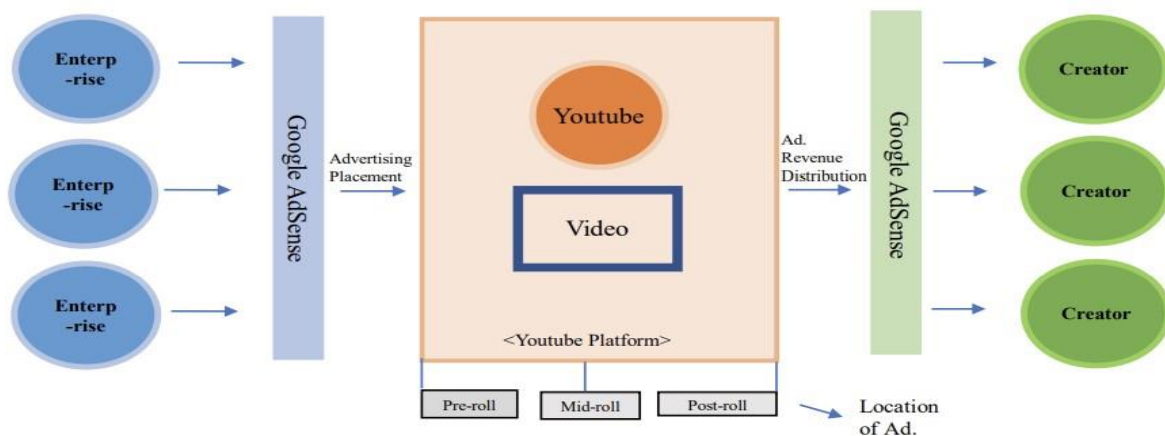 Enterp
-rise
Enterp
-rise
Enterp
-rise
Google AdSense
Advertising
Placement
Youtube
Video
<Youtube Platform>
Pre-roll
Mid-roll
Post-roll
Location
of Ad.
Ad.
Revenue
Distribution
Google AdSense
Creator
Creator
Creator